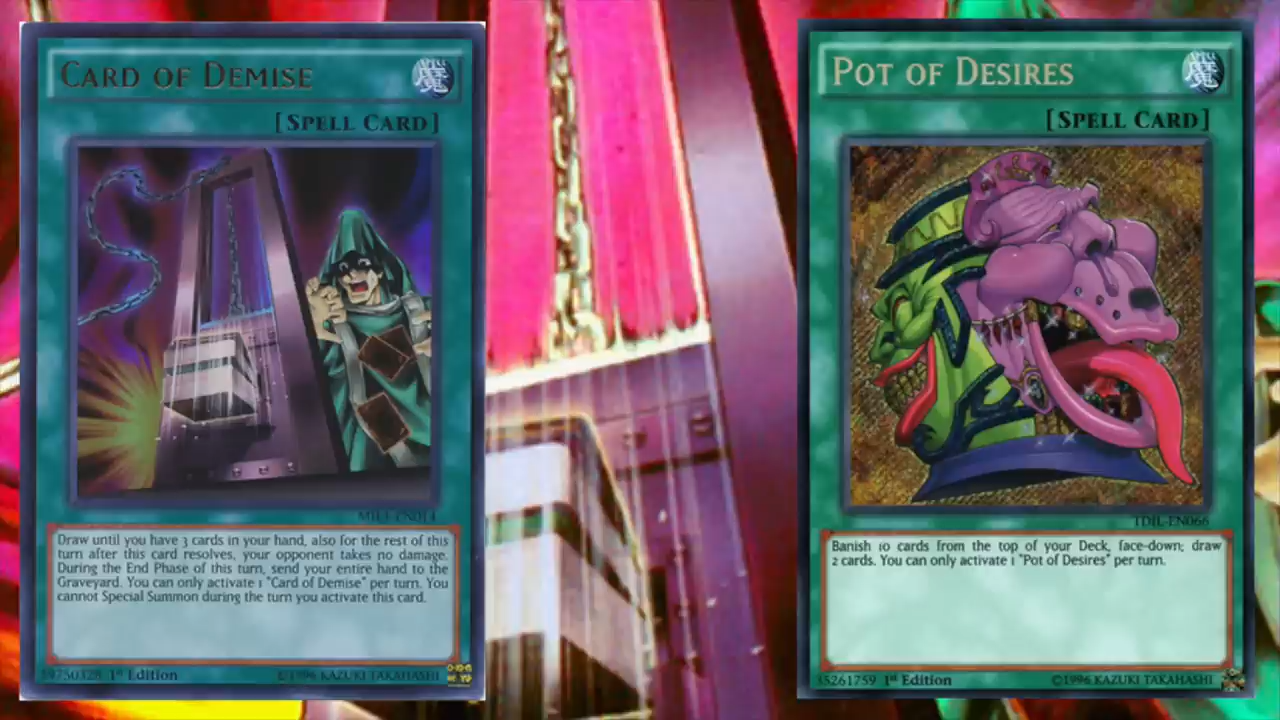 CARD OF DEMISE
魔
[SPELL CARD]
Draw until you have 3 cards in your hand, also for the rest of this
turn after this card resolves, your opponent takes no damage.
During the End Phase of this turn, send your entire hand to the
Graveyard. You can only activate 1 "Card of Demise" per turn. You
cannot Special Summon during the turn you activate this card.
1st Edition
©1996 KAZUKI TAKAHASHI
POT OF DESIRES
魔
[SPELL CARD]
TDIL-EN066
Banish 10 cards from the top of your Deck, face-down; draw
2 cards. You can only activate 1 "Pot of Desires" per turn.
35261759 1st Edition
©1996 KAZUKI TAKAHASHI